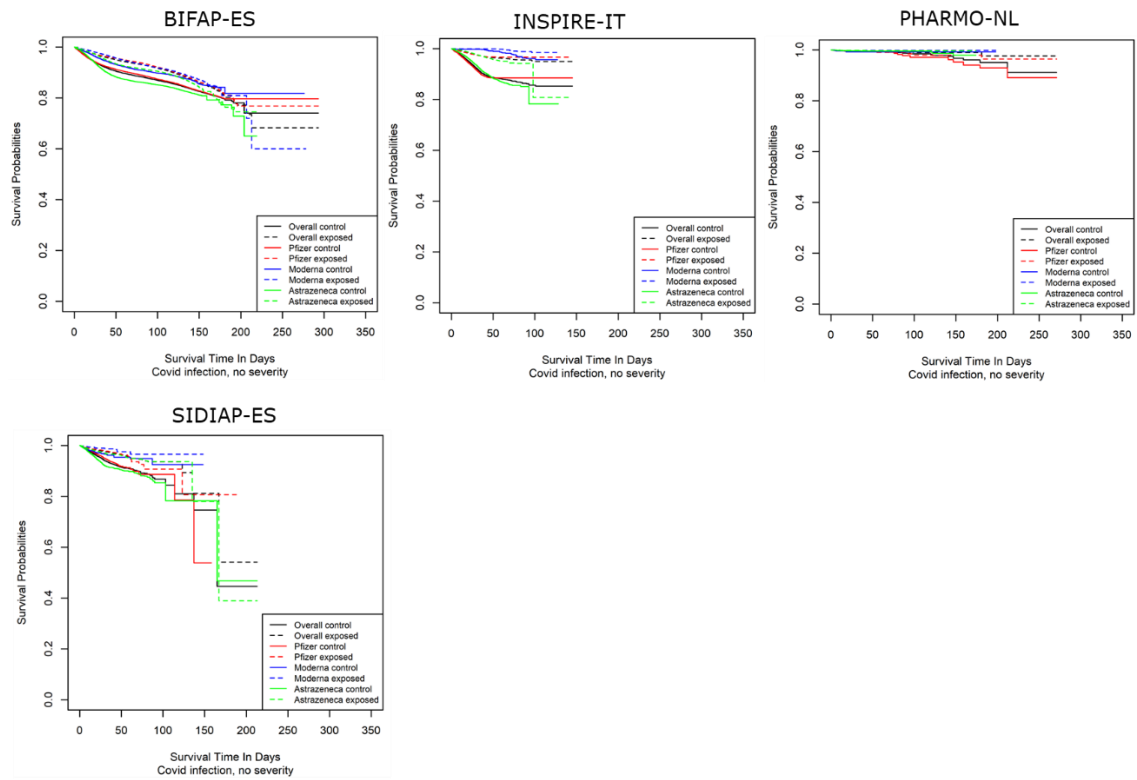 BIFAP-ES
Survival Probabilities
0.0 0.2 0.4 0.6 0.8 1.0
Overall control
Overall exposed
Pfizer control
Pfizer exposed
Moderna control
Moderna exposed
Astrazeneca control
Astrazeneca exposed
0 50 100 150 200 250 300 350
Survival Time In Days
Covid infection, no severity
INSPIRE-IT
Survival Probabilities
0.0 0.2 0.4 0.6 0.8 1.0
Overall control
Overall exposed
Pfizer control
Pfizer exposed
Moderna control
Moderna exposed
Astrazeneca control
Astrazeneca exposed
0 50 100 150 200 250 300 350
Survival Time In Days
Covid infection, no severity
PHARMO-NL
Survival Probabilities
0.0 0.2 0.4 0.6 0.8 1.0
Overall control
Overall exposed
Pfizer control
Pfizer exposed
Moderna control
Moderna exposed
Astrazeneca control
Astrazeneca exposed
0 50 100 150 200 250 300 350
Survival Time In Days
Covid infection, no severity
SIDIAP-ES
Survival Probabilities
0.0 0.2 0.4 0.6 0.8 1.0
Overall control
Overall exposed
Pfizer control
Pfizer exposed
Moderna control
Moderna exposed
Astrazeneca control
Astrazeneca exposed
0 50 100 150 200 250 300 350
Survival Time In Days
Covid infection, no severity